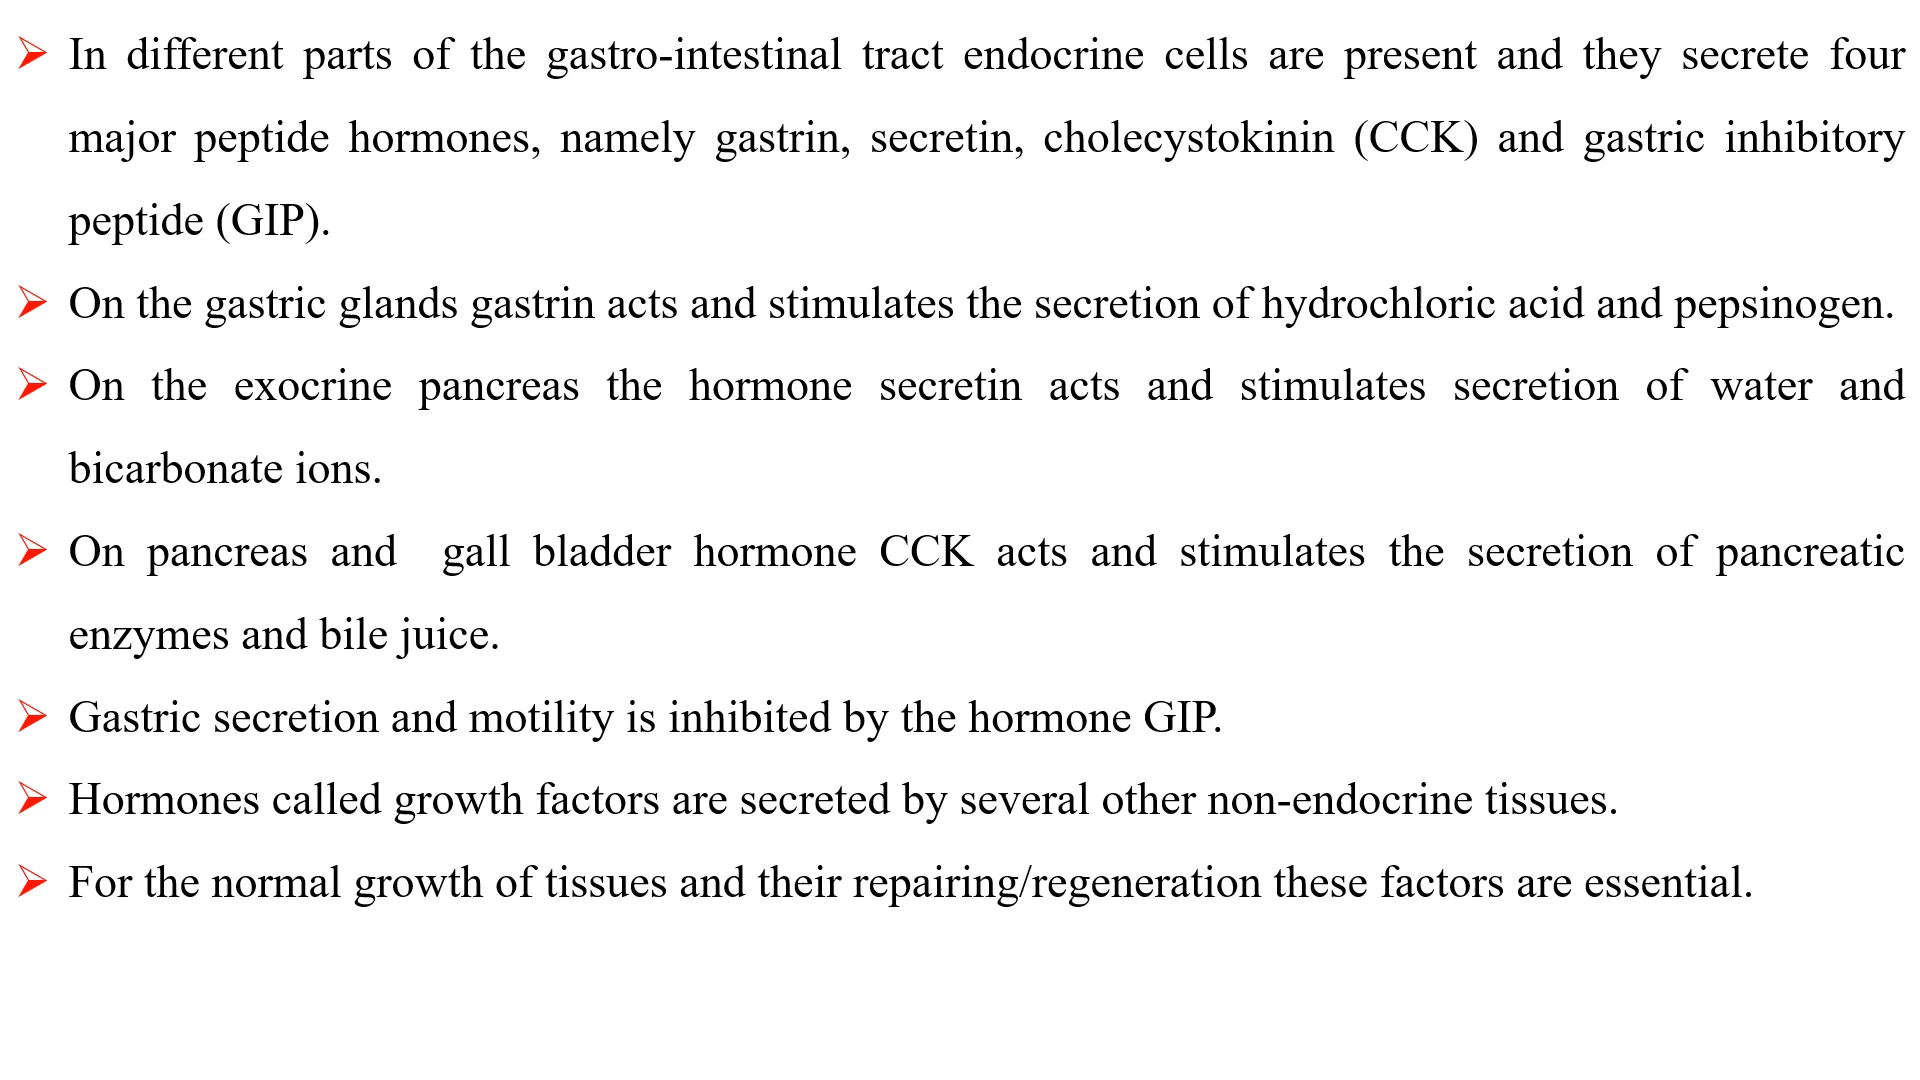 ➢ In different parts of the gastro-intestinal tract endocrine cells are present and they secrete four
major peptide hormones, namely gastrin, secretin, cholecystokinin (CCK) and gastric inhibitory
peptide (GIP).
➢ On the gastric glands gastrin acts and stimulates the secretion of hydrochloric acid and pepsinogen.
➢ On the exocrine pancreas the hormone secretin acts and stimulates secretion of water and
bicarbonate ions.
➢ On pancreas and gall bladder hormone CCK acts and stimulates the secretion of pancreatic
enzymes and bile juice.
➢ Gastric secretion and motility is inhibited by the hormone GIP.
➢ Hormones called growth factors are secreted by several other non-endocrine tissues.
➢ For the normal growth of tissues and their repairing/regeneration these factors are essential.